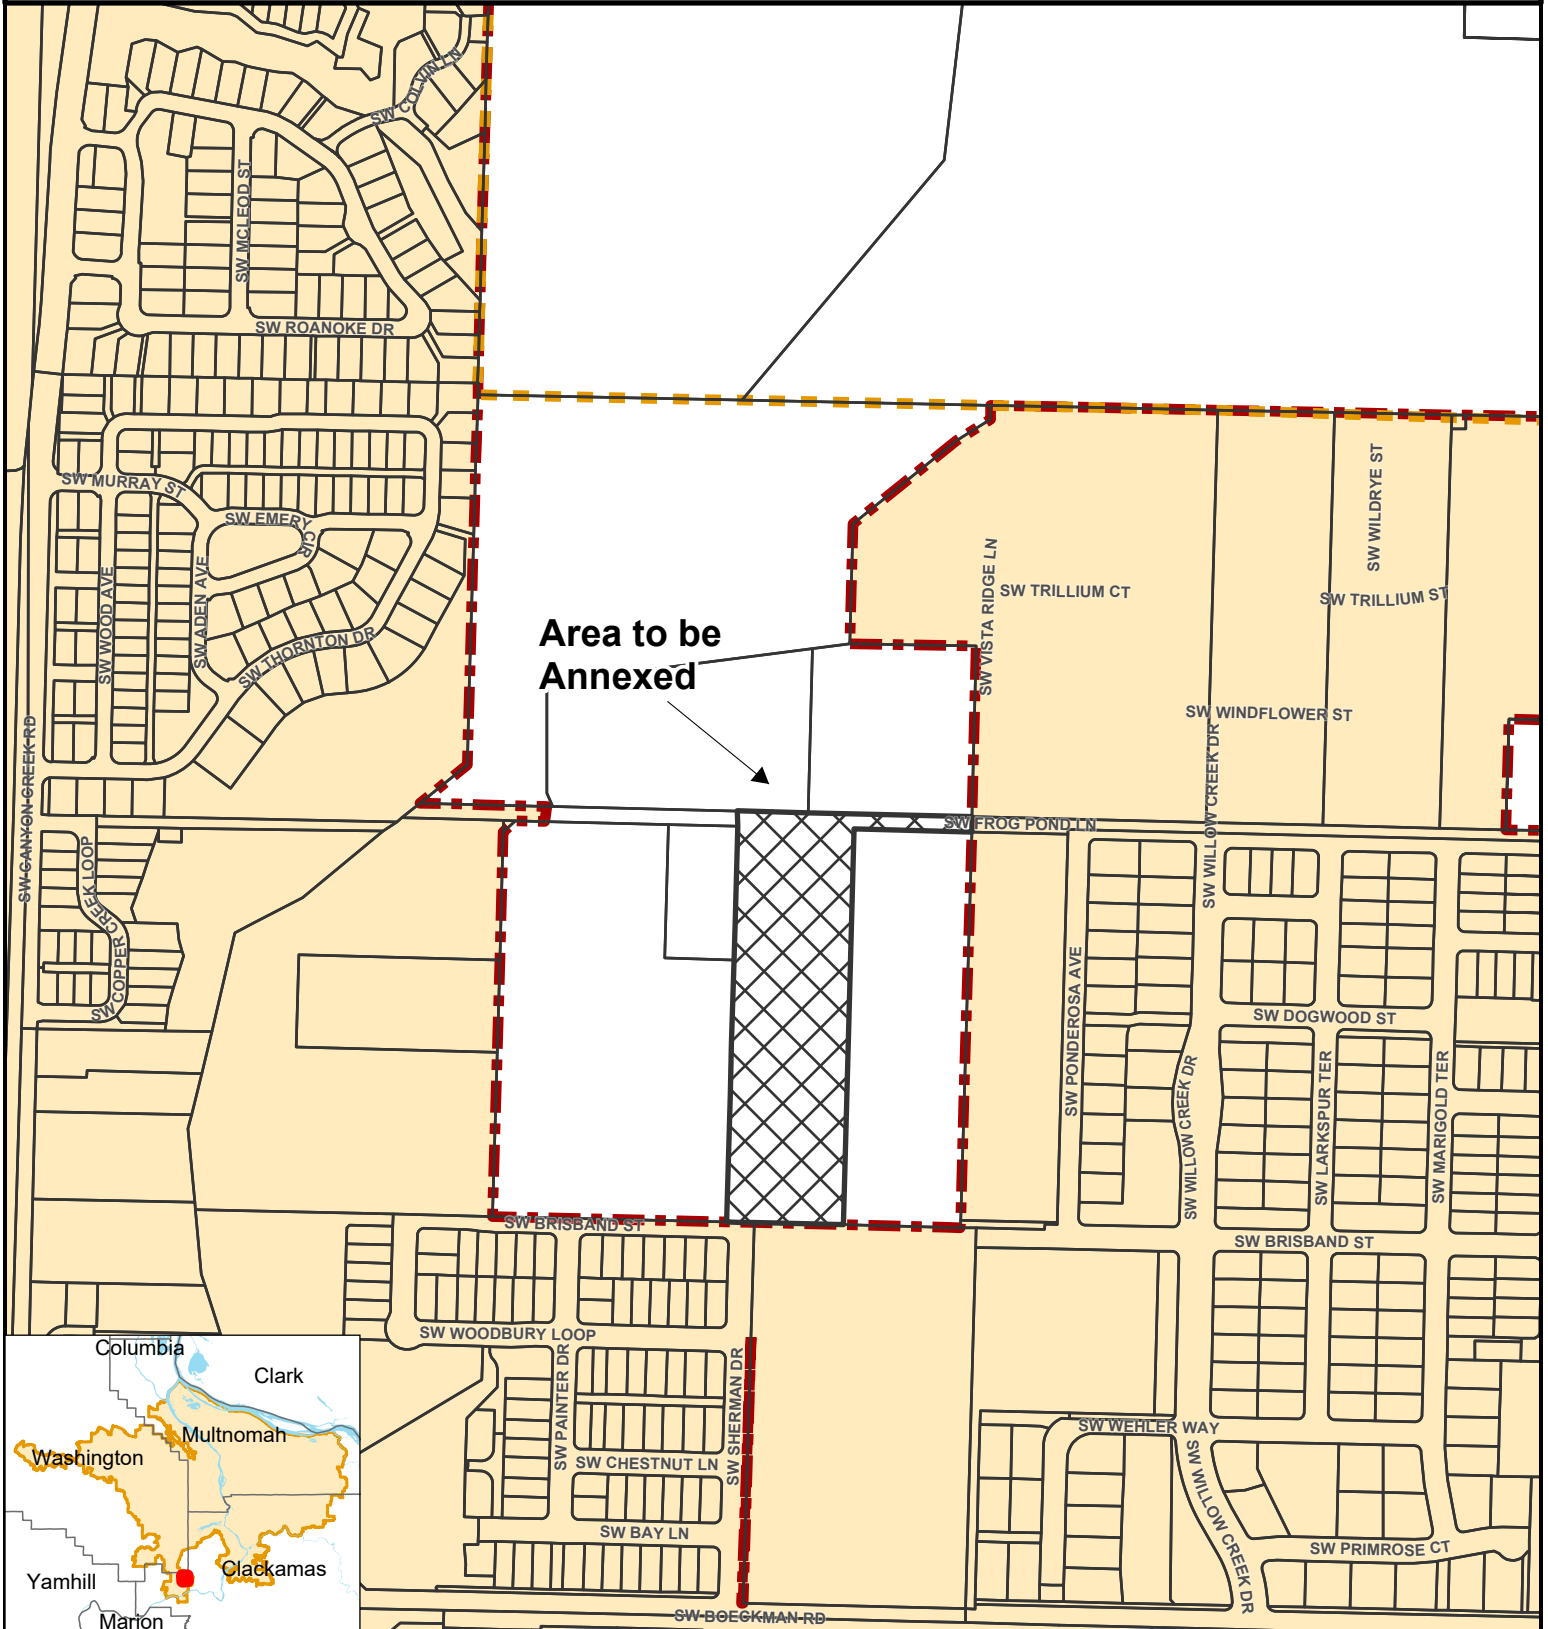 SW COLVIN LN
SW MCLEOD ST
SW ROANOKE DR
SW MURRAY ST
SW EMERY
CIR
SW WOOD AVE
SW ADEN AVE
SW THORNTON DR
SW WILDRYE ST
SW TRILLIUM CT
SW TRILLIUM ST
SW VISTA RIDGE LN
Area to be
Annexed
SW WINDFLOWER ST
SW CANYON CREEK RD
SW WILLOW CREEK DR
SW FROG POND LN
SW COPPER CREEK LOOP
SW PONDEROSA AVE
SW DOGWOOD ST
SW WILLOW CREEK DR
SW LARKSPUR TER
SW MARIGOLD TER
SW BRISBAND ST
SW BRISBAND ST
SW WOODBURY LOOP
SW PAINTER DR
SW SHERMAN DR
SW CHESTNUT LN
SW WEHLER WAY
SW WILLOW CREEK DR
SW BAY LN
SW PRIMROSE CT
SW BOECKMAN RD
Columbia
Clark
Multnomah
Washington
Clackamas
Yamhill
Marion